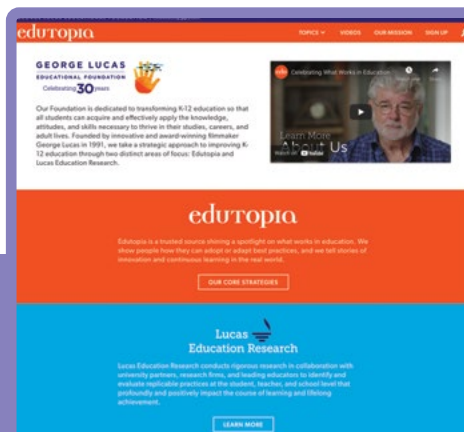 edutopia
TOPICS VIDEOS OUR MISSION SIGN UP
GEORGE LUCAS
EDUCATIONAL FOUNDATION
Celebrating 30 years
Our Foundation is dedicated to transforming K-12 education so that
all students can acquire and effectively apply the knowledge,
attitudes, and skills necessary to thrive in their studies, careers, and
adult lives. Founded by innovative and award-winning filmmaker
George Lucas in 1991, we take a strategic approach to improving K-
12 education through two distinct areas of focus: Edutopia and
Lucas Education Research.
Celebrating What Works in Education
Learn More
About Us
Watch on YouTube
edutopia
Edutopia is a trusted source shining a spotlight on what works in education. We
show people how they can adopt or adapt best practices, and we tell stories of
innovation and continuous learning in the real world.
OUR CORE STRATEGIES
Lucas
Education Research
Lucas Education Research conducts rigorous research in collaboration with
university partners, research firms, and leading educators to identify and
evaluate replicable practices at the student, teacher, and school level that
profoundly and positively impact the course of learning and lifelong
achievement.
LEARN MORE